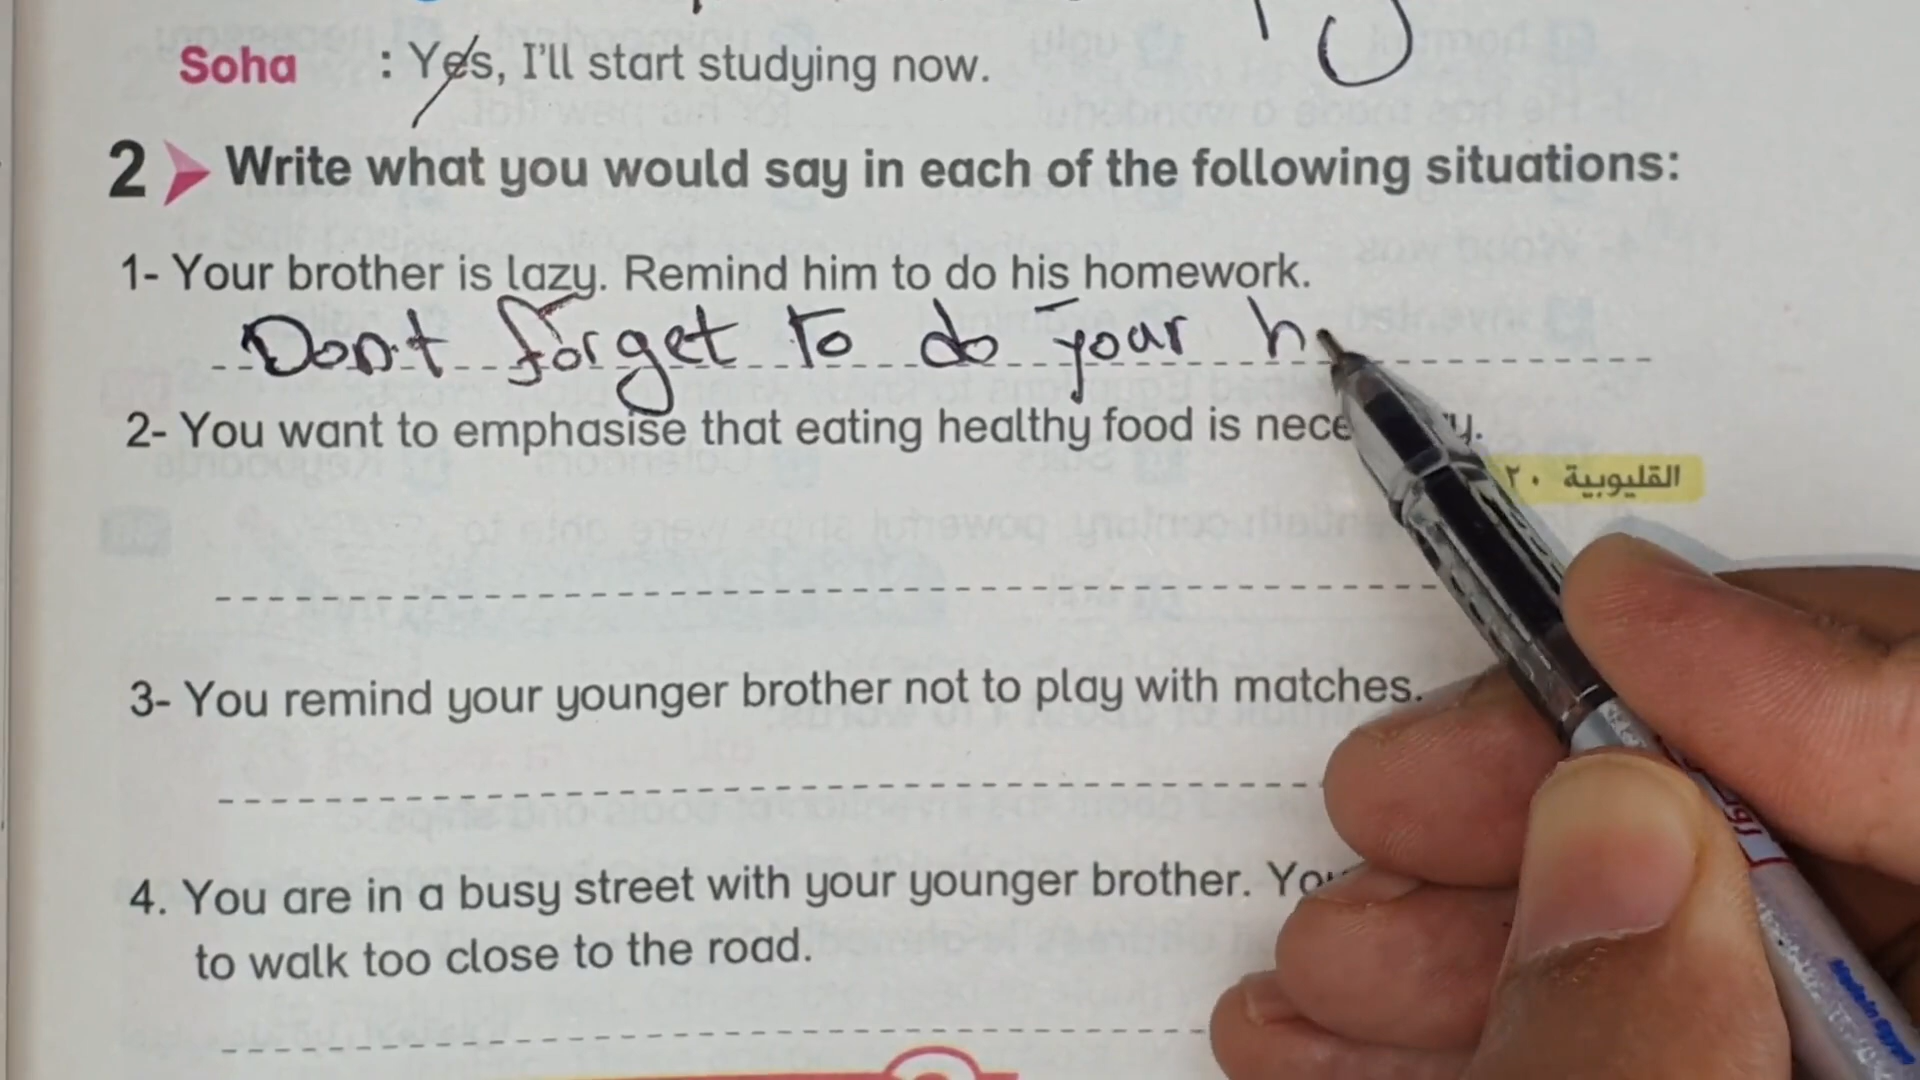 Soha : Yes, I'll start studying now.
2 Write what you would say in each of the following situations:
1- Your brother is lazy. Remind him to do his homework.
Don't forget to do your
2- You want to emphasise that eating healthy food is
القليوبية ٢٠
3- You remind your younger brother not to play with matches.
4. You are in a busy street with your younger brother.
to walk too close to the road.